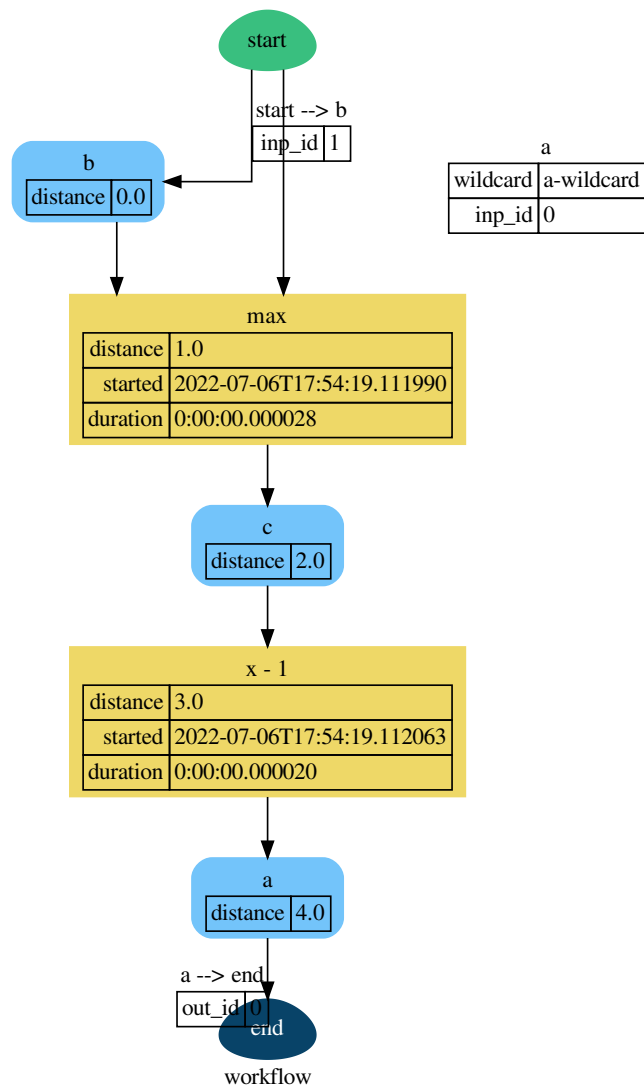 start
start --> b
inp_id 1
b
distance 0.0
a
wildcard a-wildcard
inp_id 0
max
distance 1.0
started 2022-07-06T17:54:19.111990
duration 0:00:00.000028
c
distance 2.0
x - 1
distance 3.0
started 2022-07-06T17:54:19.112063
duration 0:00:00.000020
a
distance 4.0
a --> end
out_id 0
end
workflow